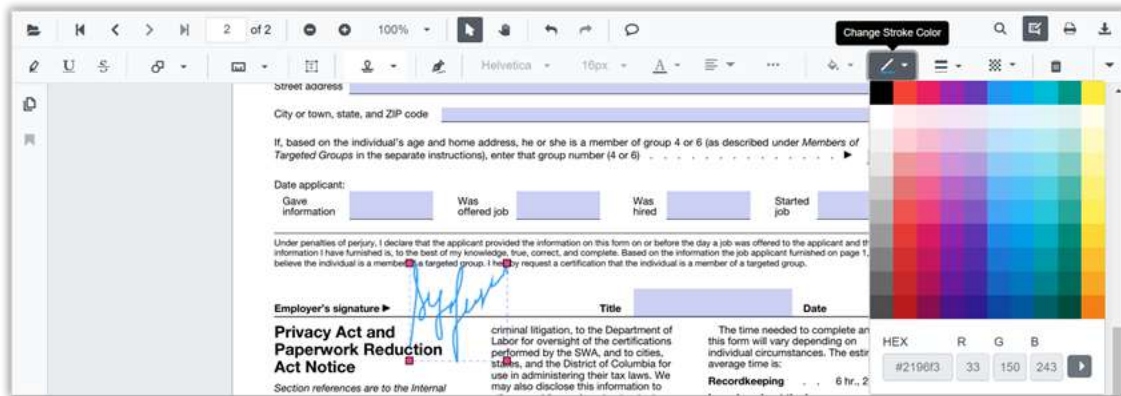 Change Stroke Color
2 of 2 100%
Helvetica 16px
Street address
City or town, state, and ZIP code
If, based on the individual's age and home address, he or she is a member of group 4 or 6 (as described under Members of
Targeted Groups in the separate instructions), enter that group number (4 or 6) . . . . . . . . . . . . . . ▶
Date applicant:
Gave information
Was offered job
Was hired
Started job
Under penalties of perjury, I declare that the applicant provided the information on this form on or before the day a job was offered to the applicant and
information I have furnished is, to the best of my knowledge, true, correct, and complete. Based on the information the job applicant furnished on page 1,
believe the individual is a member a targeted group. I hereby request a certification that the individual is a member of a targeted group.
Employer's signature ▶ Title Date
Privacy Act and
Paperwork Reduction
Act Notice
Section references are to the Internal
criminal litigation, to the Department of
Labor for oversight of the certifications
performed by the SWA, and to cities,
states, and the District of Columbia for
use in administering their tax laws. We
may also disclose this information to
The time needed to complete an
this form will vary depending on
individual circumstances. The
average time is:
Recordkeeping . . 6 hr., 2
HEX R G B
#2196f3 33 150 243